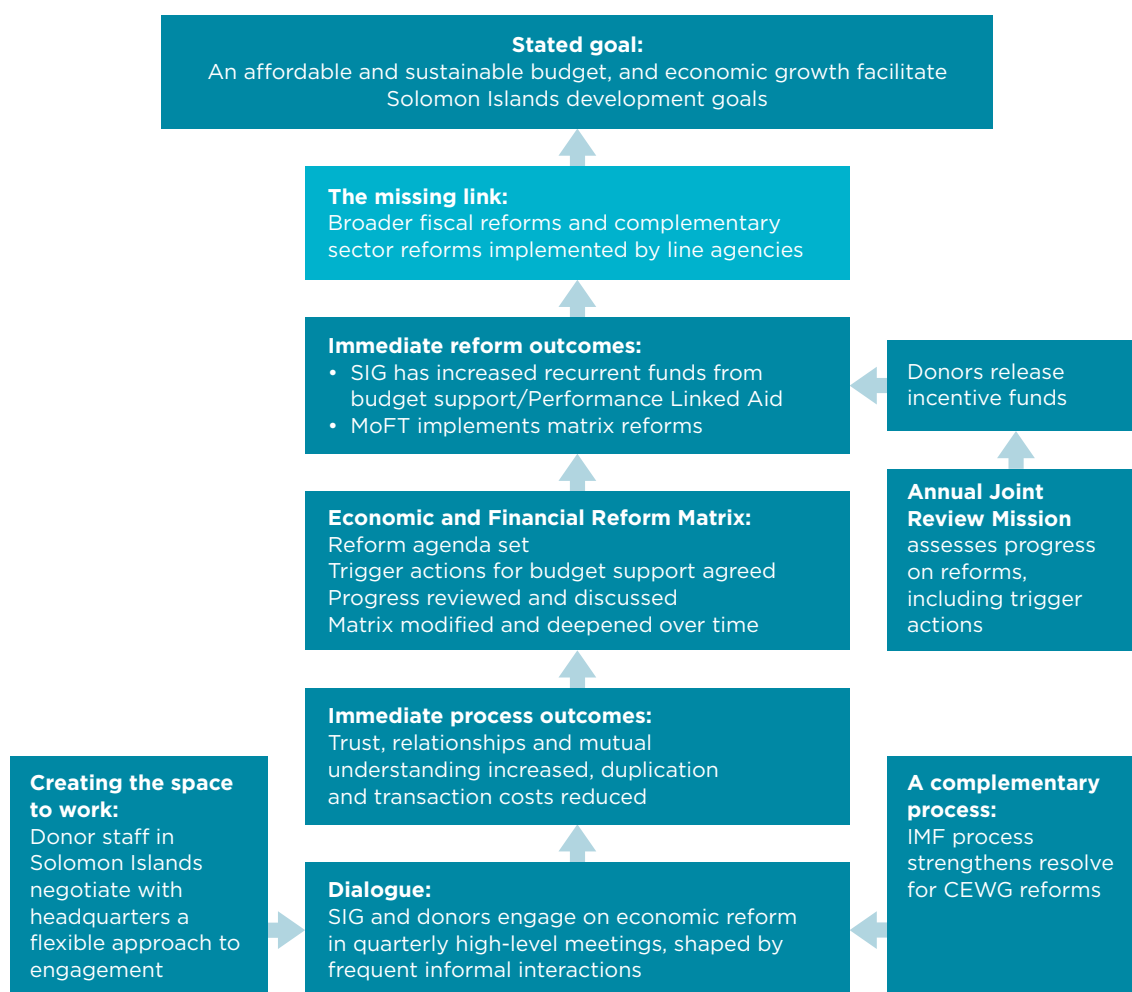 Stated goal:
An affordable and sustainable budget, and economic growth facilitate
Solomon Islands development goals
The missing link:
Broader fiscal reforms and complementary
sector reforms implemented by line agencies
Immediate reform outcomes:
• SIG has increased recurrent funds from
budget support/Performance Linked Aid
• MoFT implements matrix reforms
Donors release
incentive funds
Annual Joint
Review Mission
assesses progress
on reforms,
including trigger
actions
Economic and Financial Reform Matrix:
Reform agenda set
Trigger actions for budget support agreed
Progress reviewed and discussed
Matrix modified and deepened over time
Immediate process outcomes:
Trust, relationships and mutual
understanding increased, duplication
and transaction costs reduced
Creating the space
to work:
Donor staff in
Solomon Islands
negotiate with
headquarters a
flexible approach to
engagement
Dialogue:
SIG and donors engage on economic reform
in quarterly high-level meetings, shaped by
frequent informal interactions
A complementary
process:
IMF process
strengthens resolve
for CEWG reforms